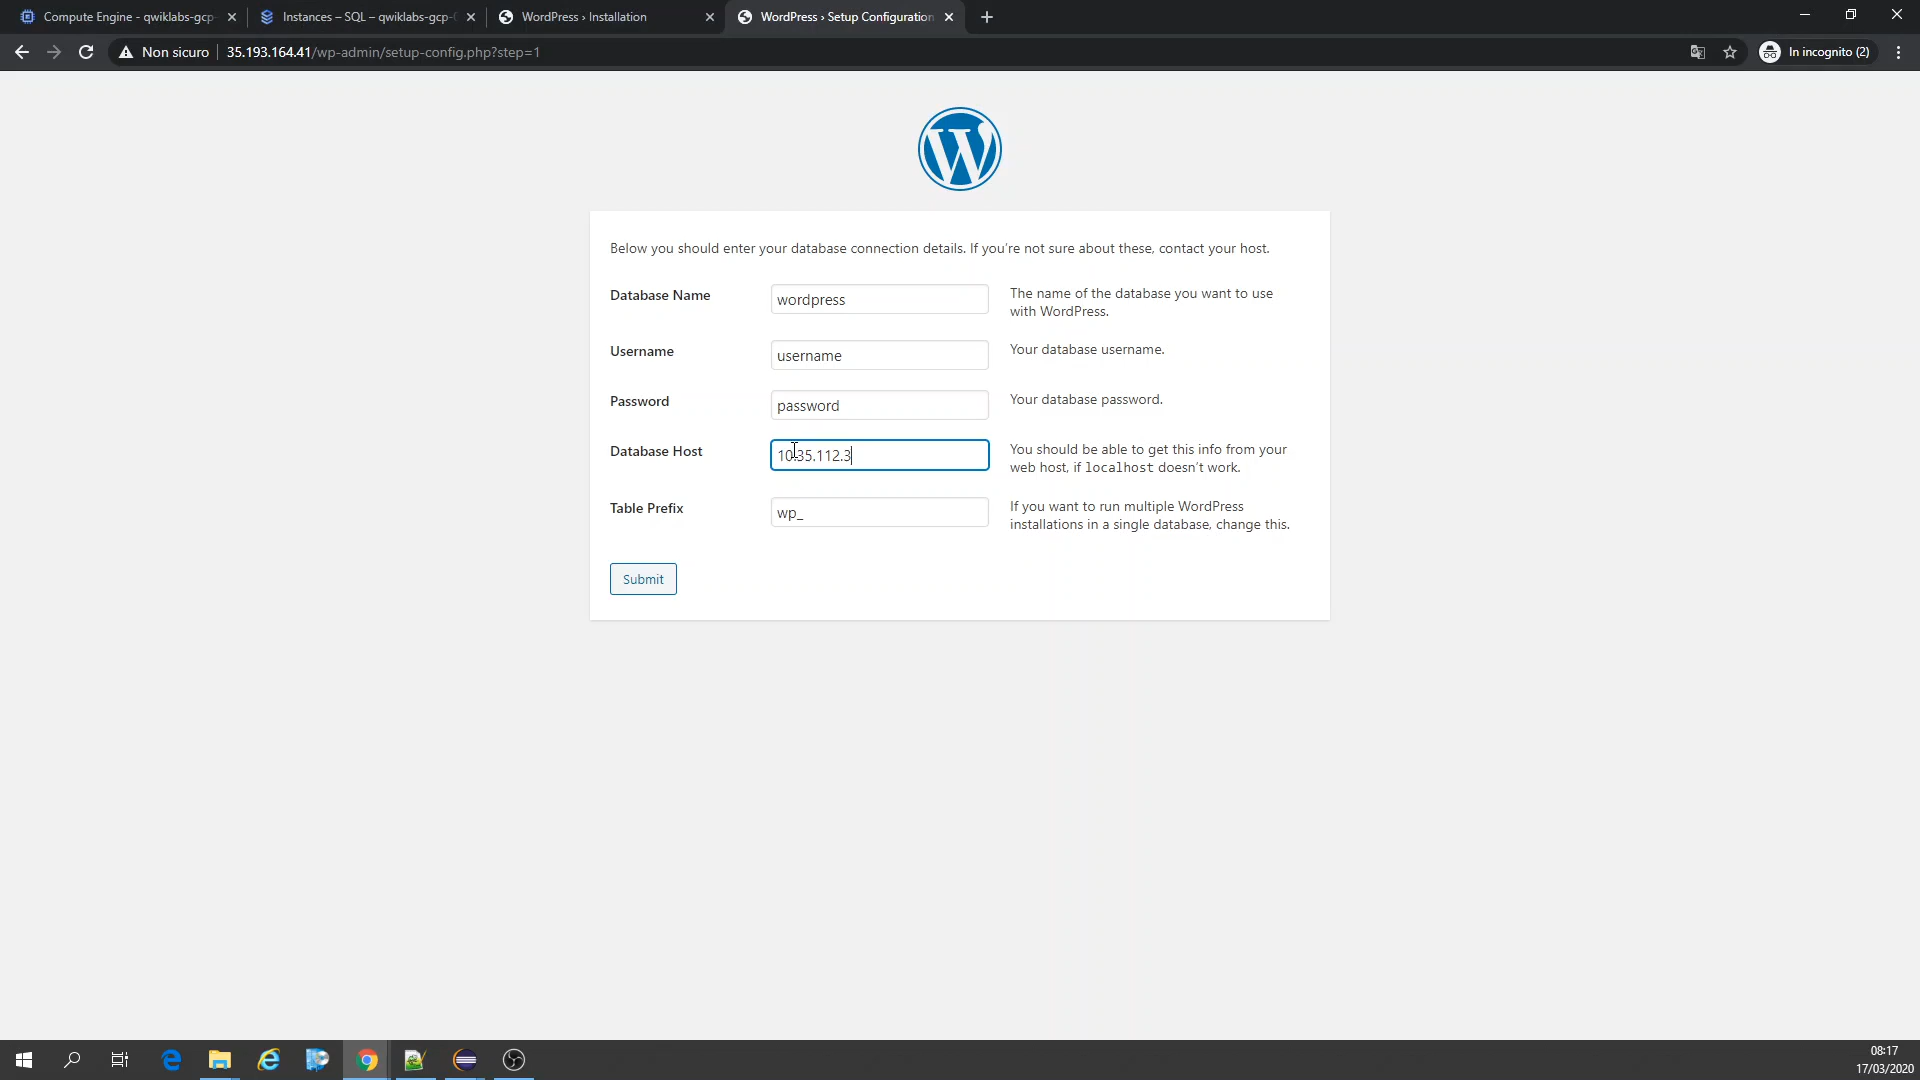 Compute Engine - qwiklabs-gcp-
Instances – SQL – qwiklabs-gcp-
WordPress › Installation
WordPress › Setup Configuration
Non sicuro
35.193.164.41/wp-admin/setup-config.php?step=1
In incognito (2)
Below you should enter your database connection details. If you're not sure about these, contact your host.
Database Name
wordpress
The name of the database you want to use
with WordPress.
Username
username
Your database username.
Password
password
Your database password.
Database Host
10.35.112.3
You should be able to get this info from your
web host, if localhost doesn't work.
Table Prefix
wp_
If you want to run multiple WordPress
installations in a single database, change this.
Submit
08:17
17/03/2020